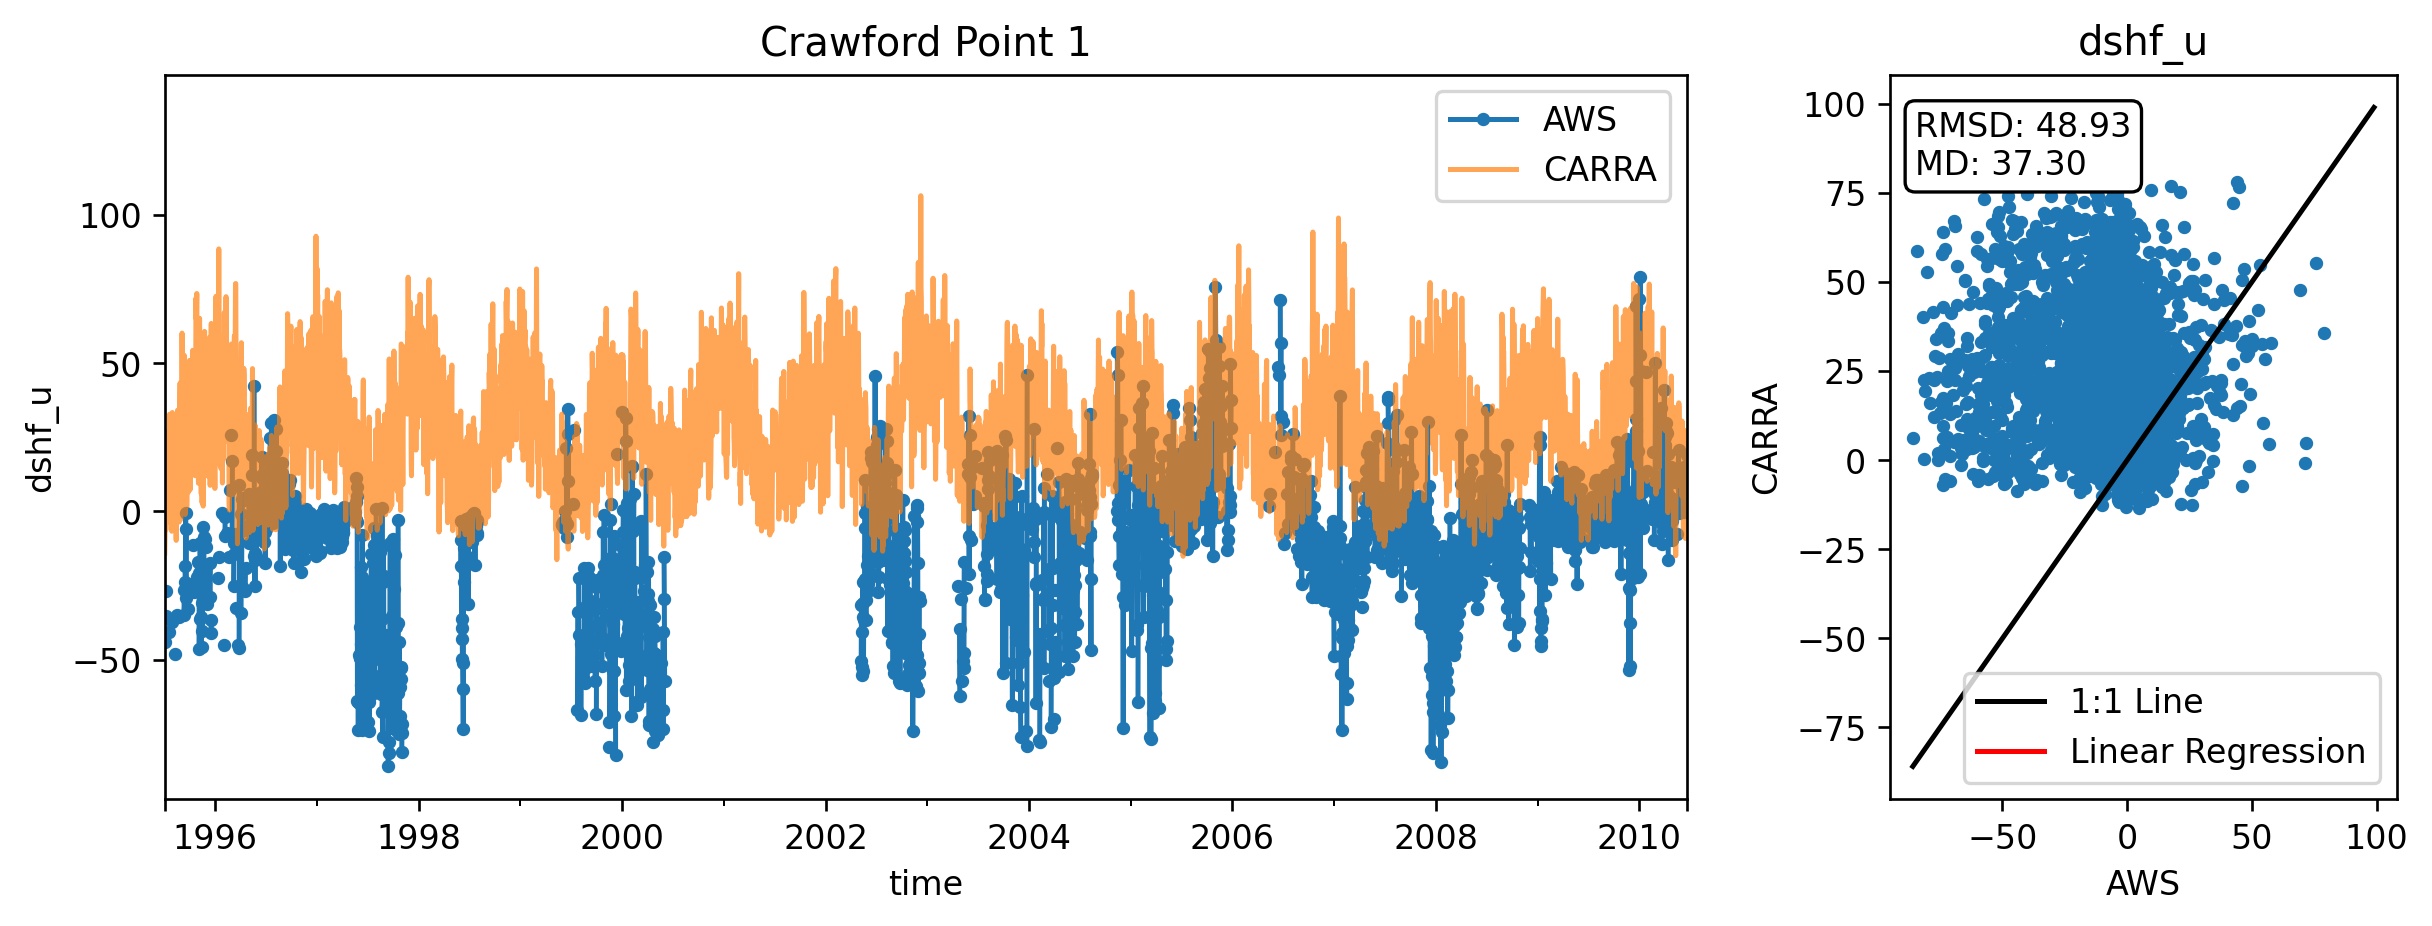 Crawford Point 1
dshf_u
100
50
0
−50
1996
1998
2000
2002
2004
2006
2008
2010
time
AWS
CARRA
dshf_u
CARRA
100
75
50
25
0
−25
−50
−75
RMSD: 48.93
MD: 37.30
1:1 Line
Linear Regression
−50
0
50
100
AWS